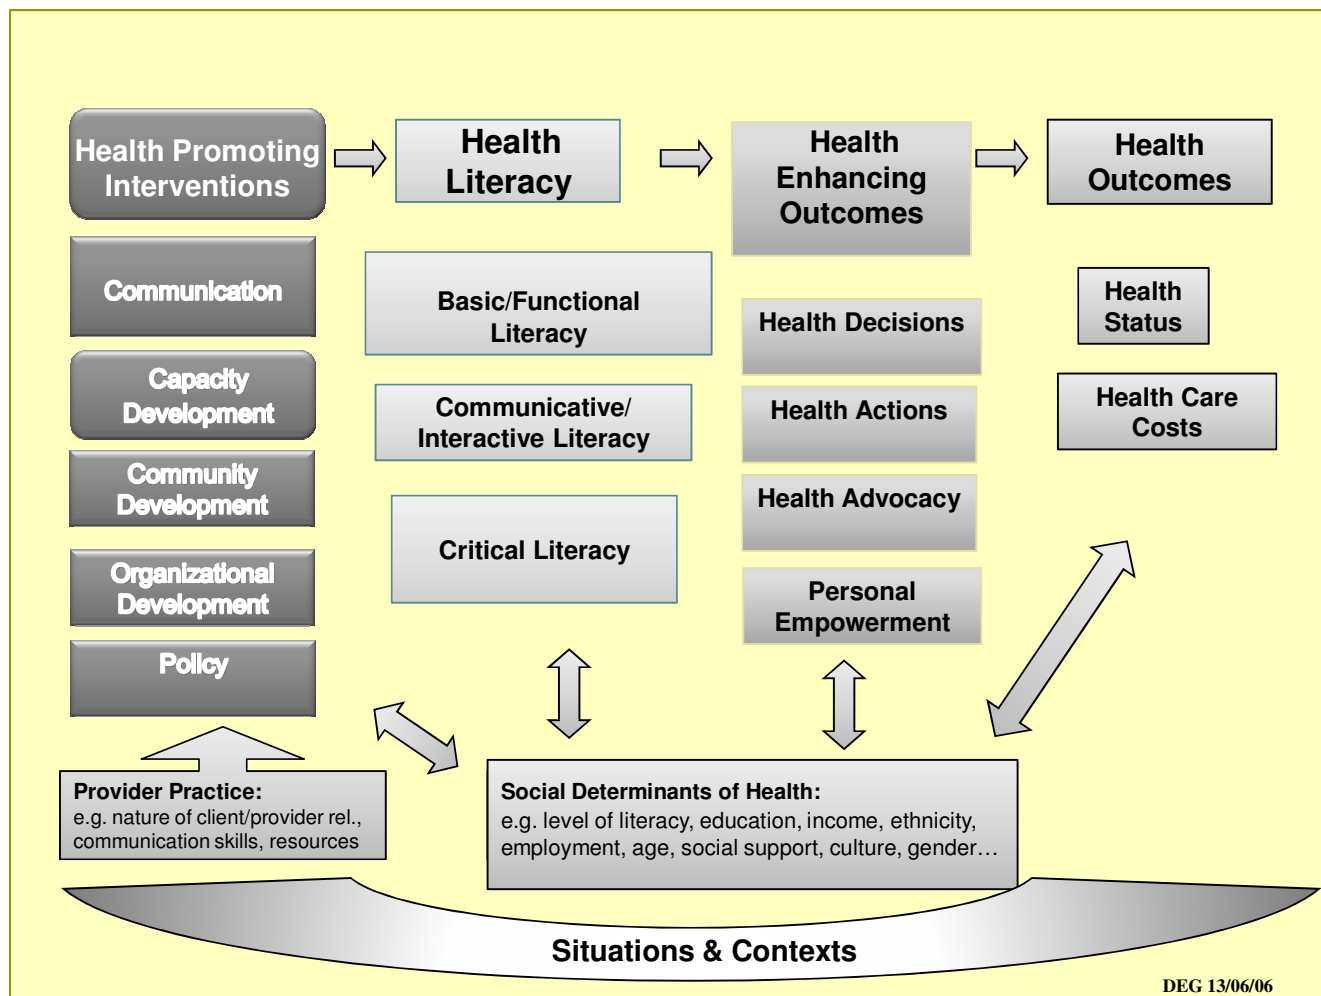 Health Promoting
Interventions
Health
Literacy
Health
Enhancing
Outcomes
Health
Outcomes
Communication
Capacity
Development
Community
Development
Organizational
Development
Policy
Basic/Functional
Literacy
Communicative/
Interactive Literacy
Critical Literacy
Health Decisions
Health Actions
Health Advocacy
Personal
Empowerment
Health
Status
Health Care
Costs
Provider Practice:
e.g. nature of client/provider rel.,
communication skills, resources
Social Determinants of Health:
e.g. level of literacy, education, income, ethnicity,
employment, age, social support, culture, gender…
Situations & Contexts
DEG 13/06/06